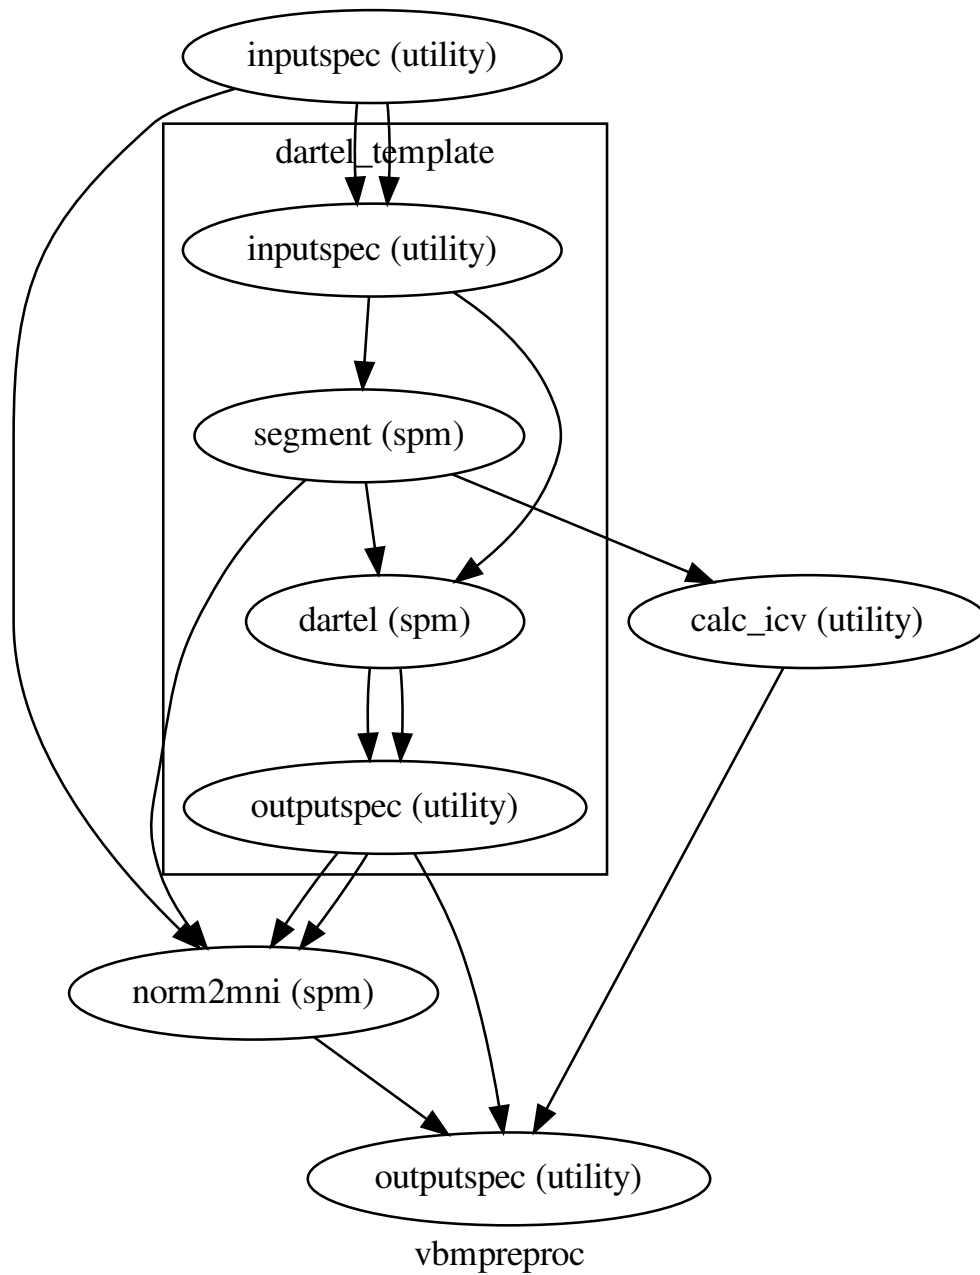 inputspec (utility)
dartel_template
inputspec (utility)
segment (spm)
dartel (spm)
calc_icv (utility)
outputspec (utility)
norm2mni (spm)
outputspec (utility)
vbmpreproc